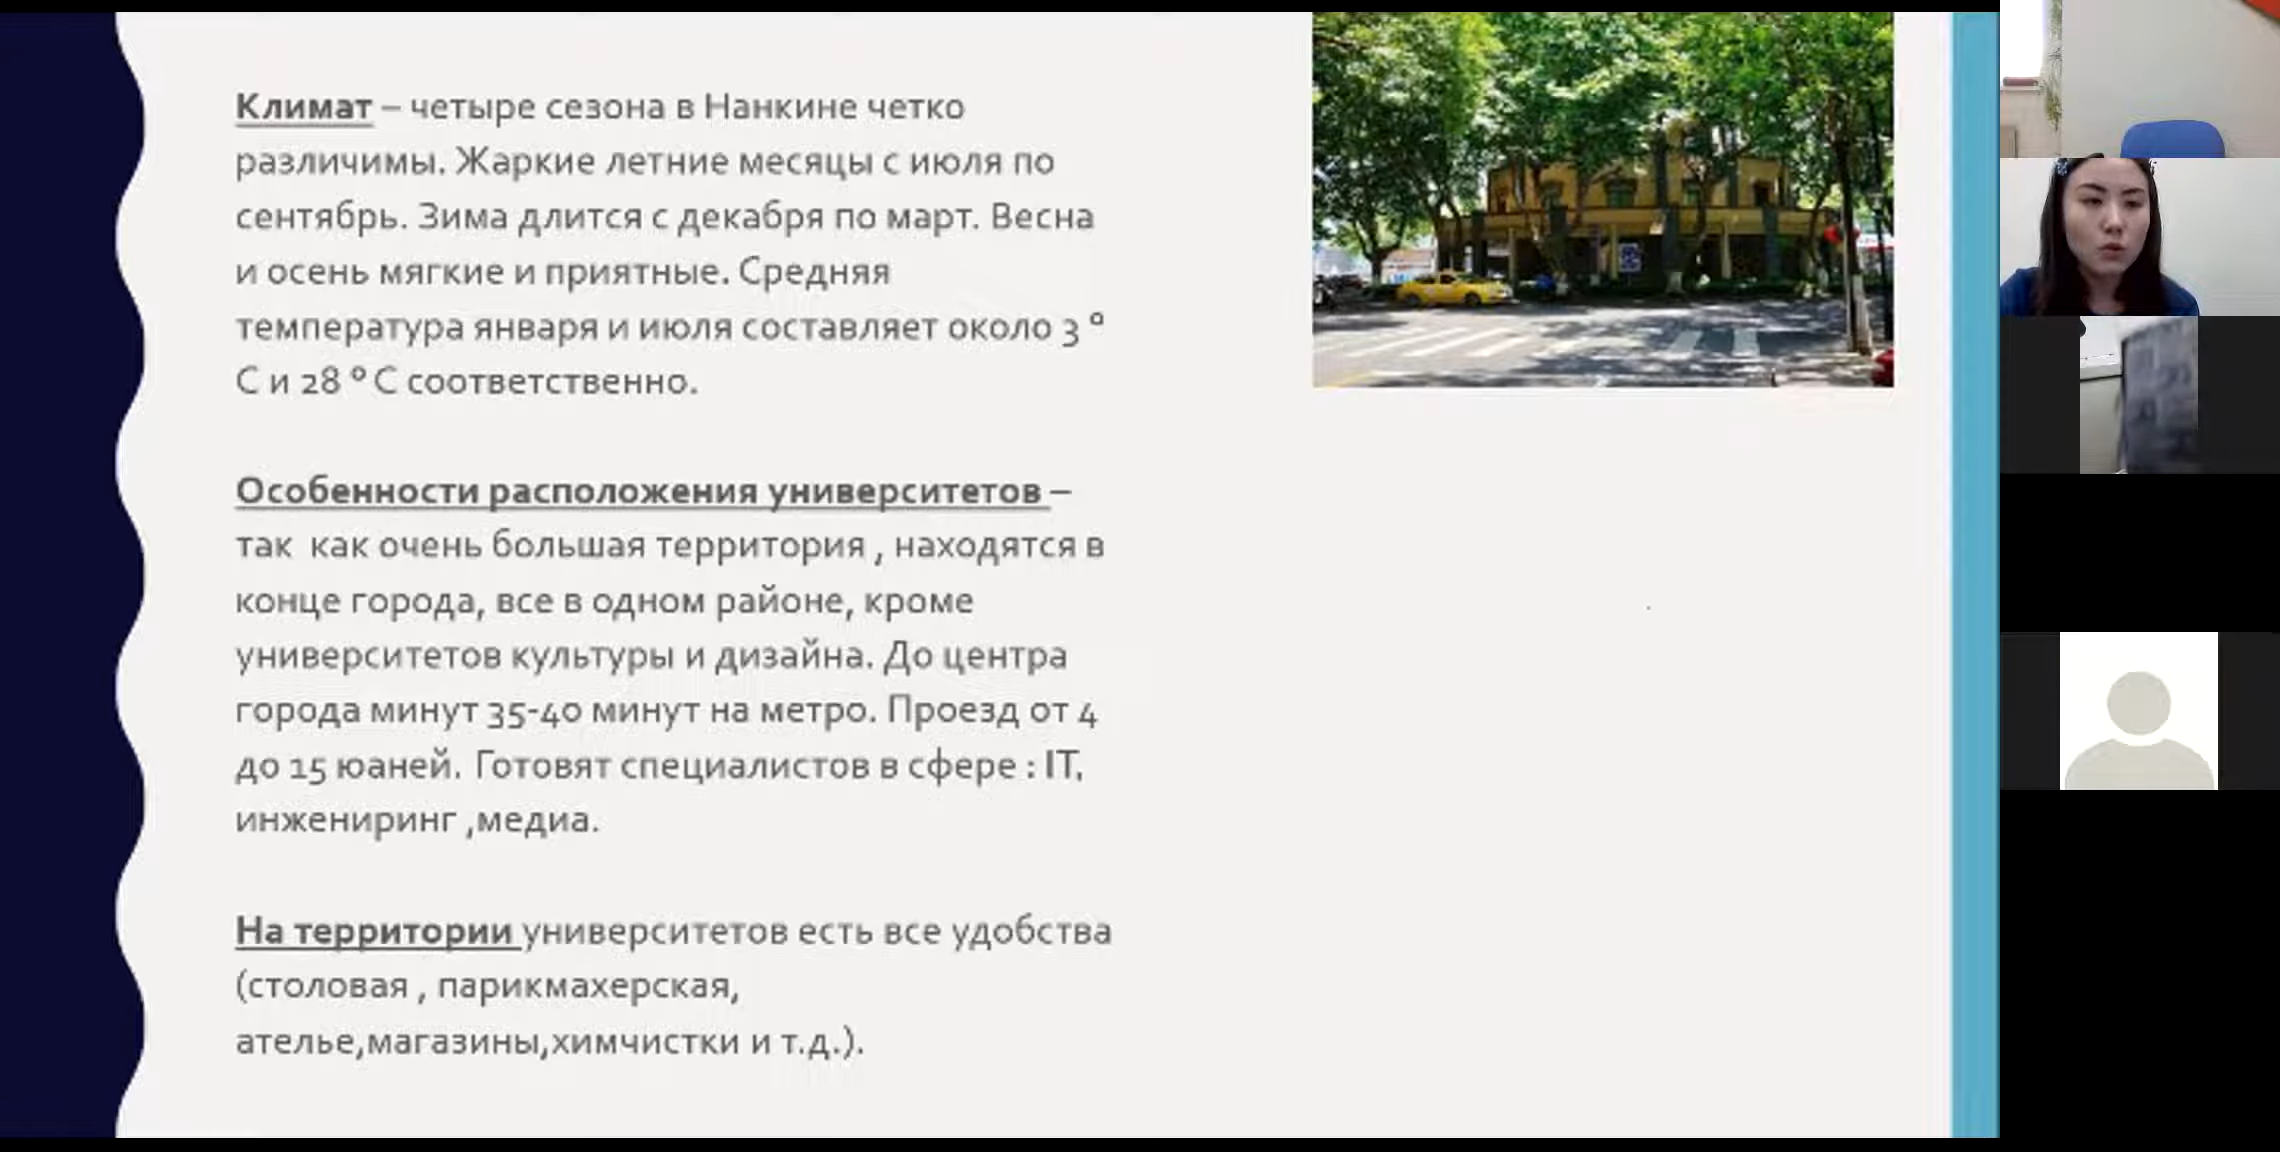 Климат – четыре сезона в Нанкине четко
различимы. Жаркие летние месяцы с июля по
сентябрь. Зима длится с декабря по март. Весна
и осень мягкие и приятные. Средняя
температура января и июля составляет около 3 °
С и 28 ° С соответственно.
Особенности расположения университетов –
так как очень большая территория , находятся в
конце города, все в одном районе, кроме
университетов культуры и дизайна. До центра
города минут 35-40 минут на метро. Проезд от 4
до 15 юаней. Готовят специалистов в сфере : IT,
инжениринг ,медиа.
На территории университетов есть все удобства
(столовая , парикмахерская,
ателье,магазины,химчистки и т.д.).